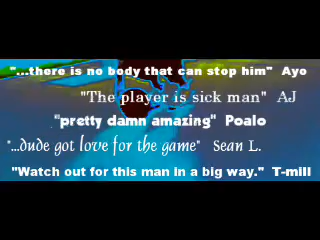 "...there is no body that can stop him" Ayo
"The player is sick man" AJ
"pretty damn amazing" Poalo
"...dude got love for the game" Sean L.
"Watch out for this man in a big way." T-mill